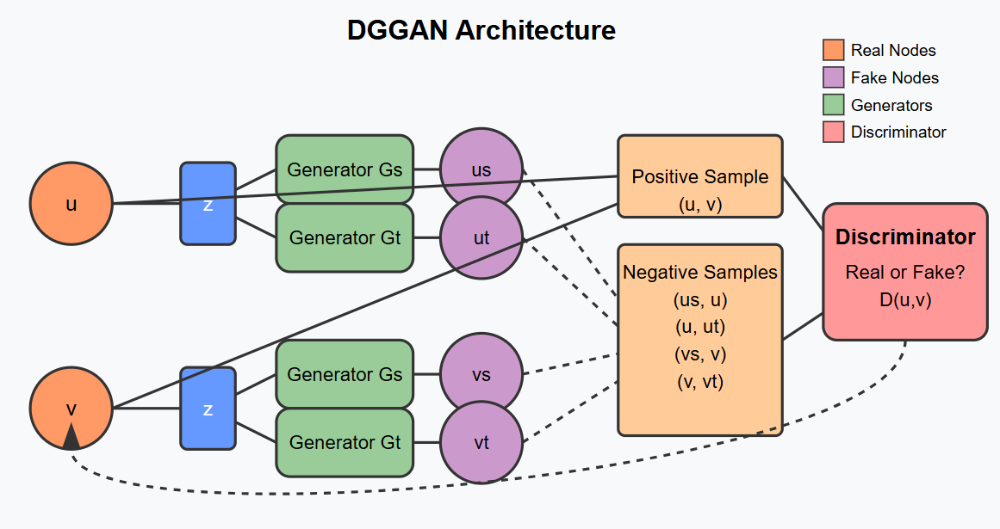 DGGAN Architecture
Real Nodes
Fake Nodes
Generators
Discriminator
u
z
Generator Gs
us
Generator Gt
ut
Positive Sample
(u, v)
Discriminator
Real or Fake?
D(u,v)
Negative Samples
(us, u)
(u, ut)
(vs, v)
(v, vt)
v
z
Generator Gs
vs
Generator Gt
vt